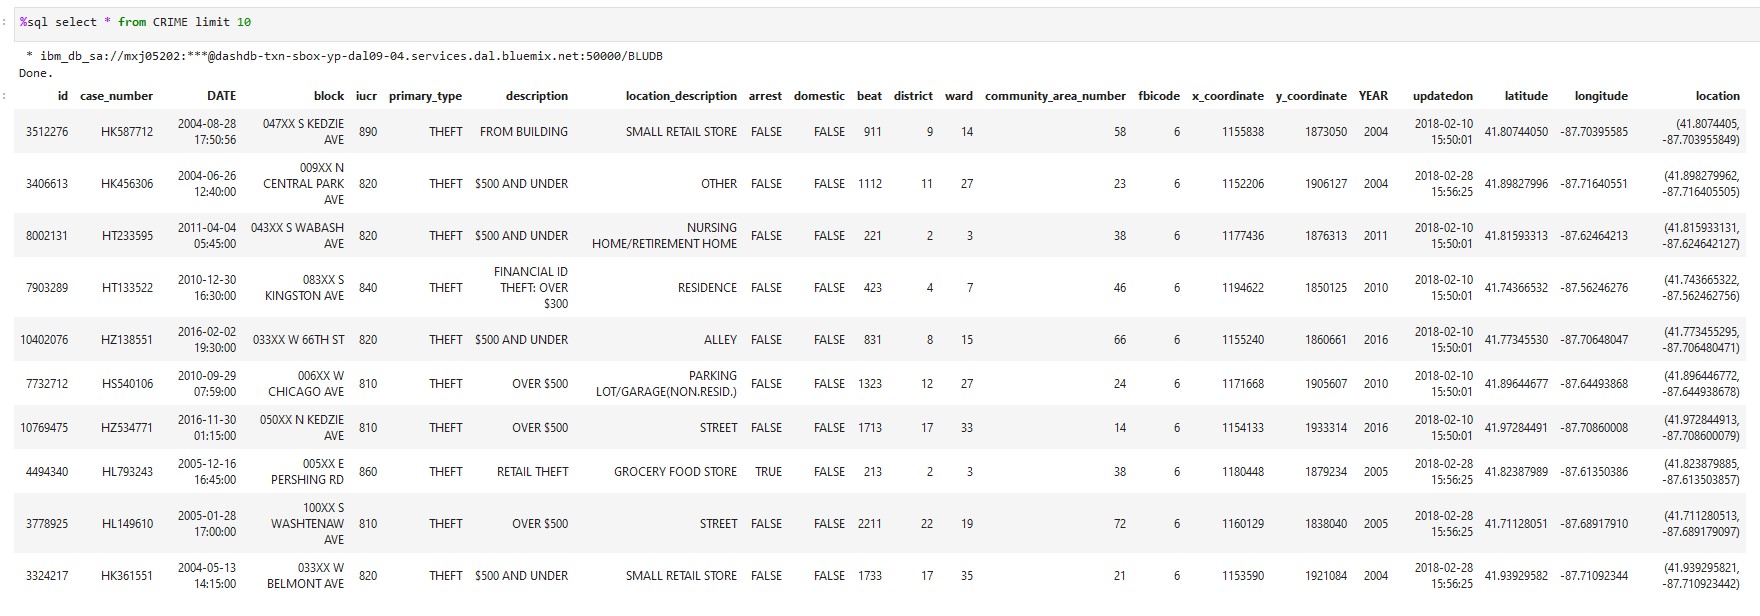 %sql select * from CRIME limit 10
* ibm_db_sa://mxj05202:***@dashdb-txn-sbox-yp-dal09-04.services.dal.bluemix.net:50000/BLUDB
Done.
id case_number DATE block iucr primary_type description location_description arrest domestic beat district ward community_area_number fbicode x_coordinate y_coordinate YEAR updatedon latitude longitude location
3512276 HK587712 2004-08-28 17:50:56 047XX S KEDZIE AVE 890 THEFT FROM BUILDING SMALL RETAIL STORE FALSE FALSE 911 9 14 58 6 1155838 1873050 2004 2018-02-10 15:50:01 41.80744050 -87.70395585 (41.8074405, -87.703955849)
3406613 HK456306 2004-06-26 12:40:00 009XX N CENTRAL PARK AVE 820 THEFT $500 AND UNDER OTHER FALSE FALSE 1112 11 27 23 6 1152206 1906127 2004 2018-02-28 15:56:25 41.89827996 -87.71640551 (41.898279962, -87.716405505)
8002131 HT233595 2011-04-04 05:45:00 043XX S WABASH AVE 820 THEFT $500 AND UNDER NURSING HOME/RETIREMENT HOME FALSE FALSE 221 2 3 38 6 1177436 1876313 2011 2018-02-10 15:50:01 41.81593313 -87.62464213 (41.815933131, -87.624642127)
7903289 HT133522 2010-12-30 16:30:00 083XX S KINGSTON AVE 840 THEFT FINANCIAL ID THEFT: OVER $300 RESIDENCE FALSE FALSE 423 4 7 46 6 1194622 1850125 2010 2018-02-10 15:50:01 41.74366532 -87.56246276 (41.743665322, -87.562462756)
10402076 HZ138551 2016-02-02 19:30:00 033XX W 66TH ST 820 THEFT $500 AND UNDER ALLEY FALSE FALSE 831 8 15 66 6 1155240 1860661 2016 2018-02-10 15:50:01 41.77345530 -87.70648047 (41.773455295, -87.706480471)
7732712 HS540106 2010-09-29 07:59:00 006XX W CHICAGO AVE 810 THEFT OVER $500 PARKING LOT/GARAGE(NON.RESID.) FALSE FALSE 1323 12 27 24 6 1171668 1905607 2010 2018-02-10 15:50:01 41.89644677 -87.64493868 (41.896446772, -87.644938678)
10769475 HZ534771 2016-11-30 01:15:00 050XX N KEDZIE AVE 810 THEFT OVER $500 STREET FALSE FALSE 1713 17 33 14 6 1154133 1933314 2016 2018-02-10 15:50:01 41.97284491 -87.70860008 (41.972844913, -87.708600079)
4494340 HL793243 2005-12-16 16:45:00 005XX E PERSHING RD 860 THEFT RETAIL THEFT GROCERY FOOD STORE TRUE FALSE 213 2 3 38 6 1180448 1879234 2005 2018-02-28 15:56:25 41.82387989 -87.61350386 (41.823879885, -87.613503857)
3778925 HL149610 2005-01-28 17:00:00 100XX S WASHTENAW AVE 810 THEFT OVER $500 STREET FALSE FALSE 2211 22 19 72 6 1160129 1838040 2005 2018-02-28 15:56:25 41.71128051 -87.68917910 (41.711280513, -87.689179097)
3324217 HK361551 2004-05-13 14:15:00 033XX W BELMONT AVE 820 THEFT $500 AND UNDER SMALL RETAIL STORE FALSE FALSE 1733 17 35 21 6 1153590 1921084 2004 2018-02-28 15:56:25 41.93929582 -87.71092344 (41.939295821, -87.710923442)